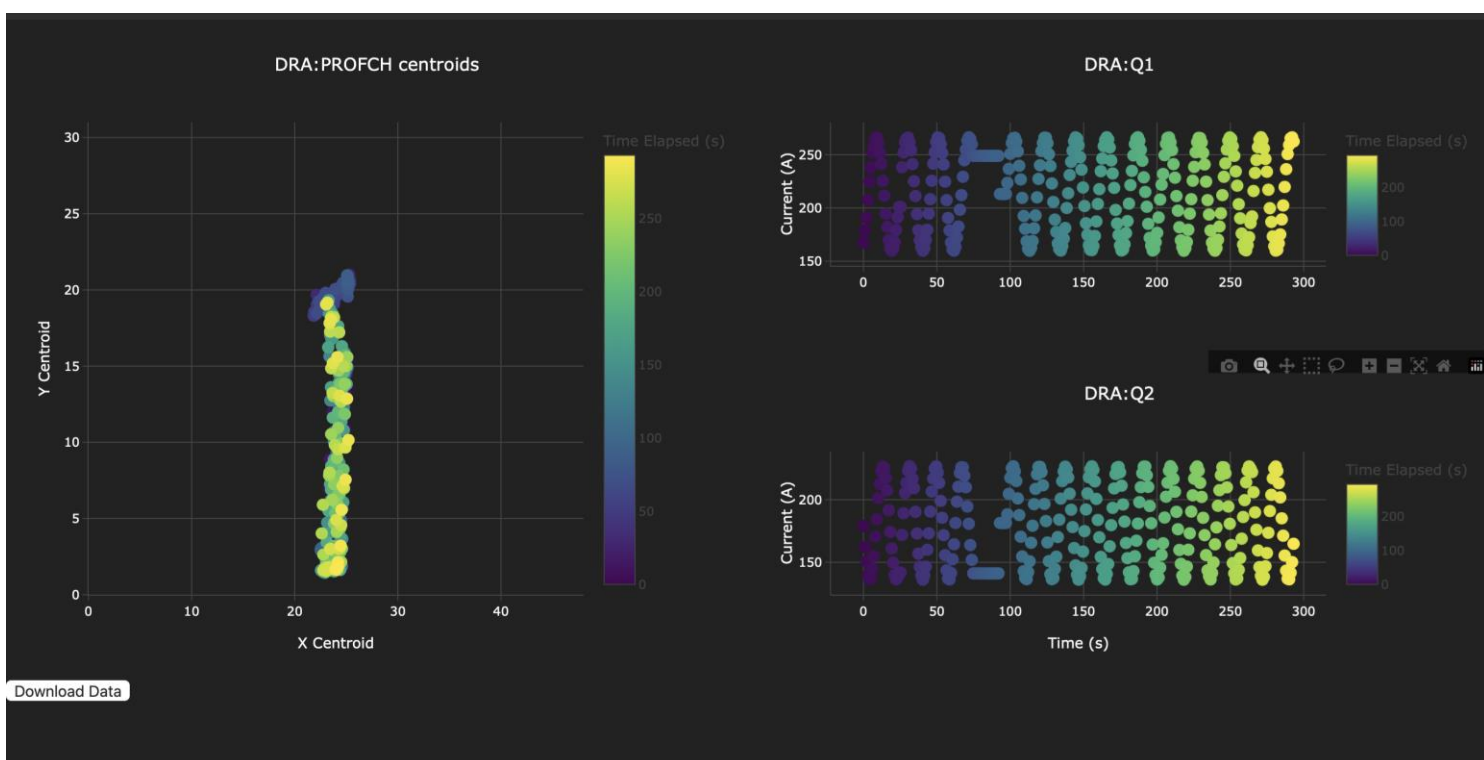 DRA:PROFCH centroids
30
25
20
15
10
5
0
Y Centroid
0 10 20 30 40
X Centroid
Time Elapsed (s)
250
200
150
100
50
0
DRA:Q1
250
200
150
Current (A)
0 50 100 150 200 250 300
Time Elapsed (s)
200
100
0
DRA:Q2
200
150
Current (A)
0 50 100 150 200 250 300
Time (s)
Time Elapsed (s)
200
100
0
Download Data